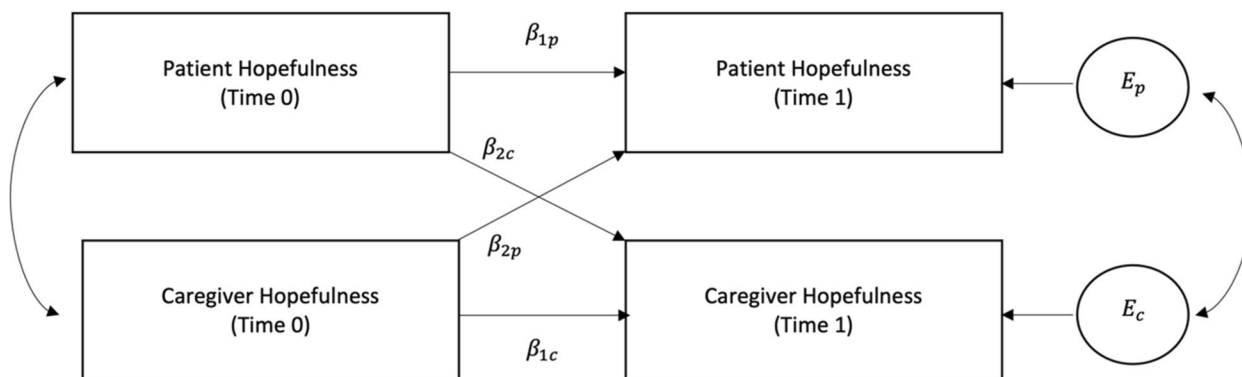 β1p
Patient Hopefulness
(Time 0)
Patient Hopefulness
(Time 1)
Ep
β2c
β2p
Caregiver Hopefulness
(Time 0)
Caregiver Hopefulness
(Time 1)
Ec
β1c